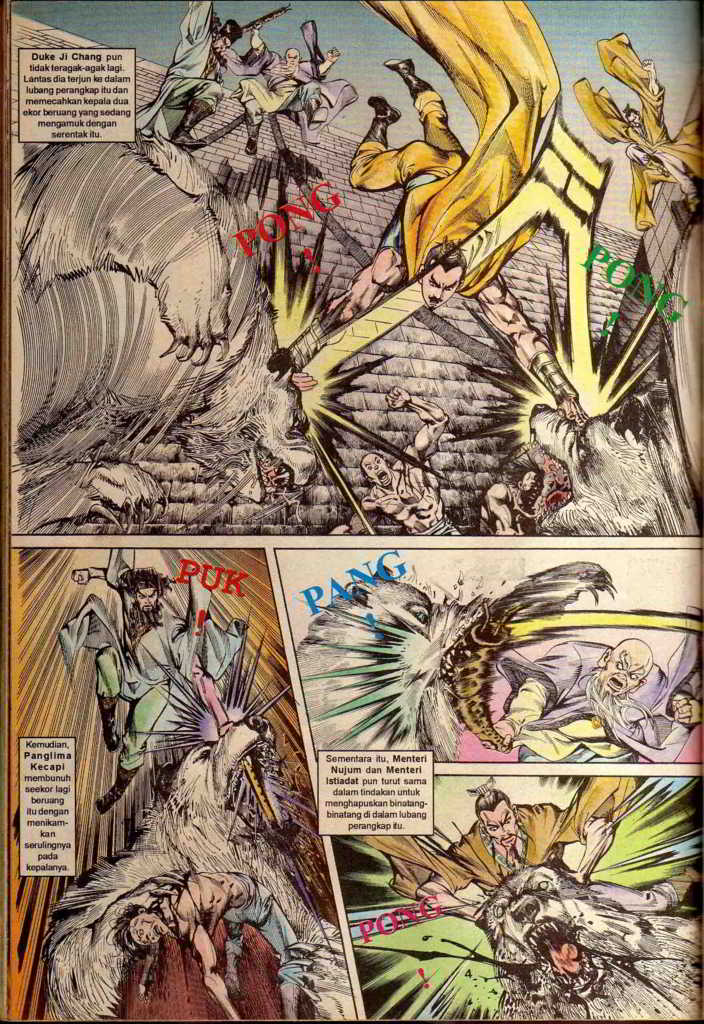 Duke Ji Chang pun
tidak teragak-agak lagi.
Lantas dia terjun ke dalam
lubang perangkap itu dan
memecahkan kepala dua
ekor beruang yang sedang
mengamuk dengan
serentak itu.
PONG
!
PONG
!
PUK
!
PANG
!
Kemudian,
Panglima
Kecapi
membunuh
seekor lagi
beruang
itu dengan
menikam-
kan
serulingnya
pada
kepalanya.
Sementara itu, Menteri
Nujum dan Menteri
Istiadat pun turut sama
dalam tindakan untuk
menghapuskan binatang-
binatang di dalam lubang
perangkap itu.
PONG
!